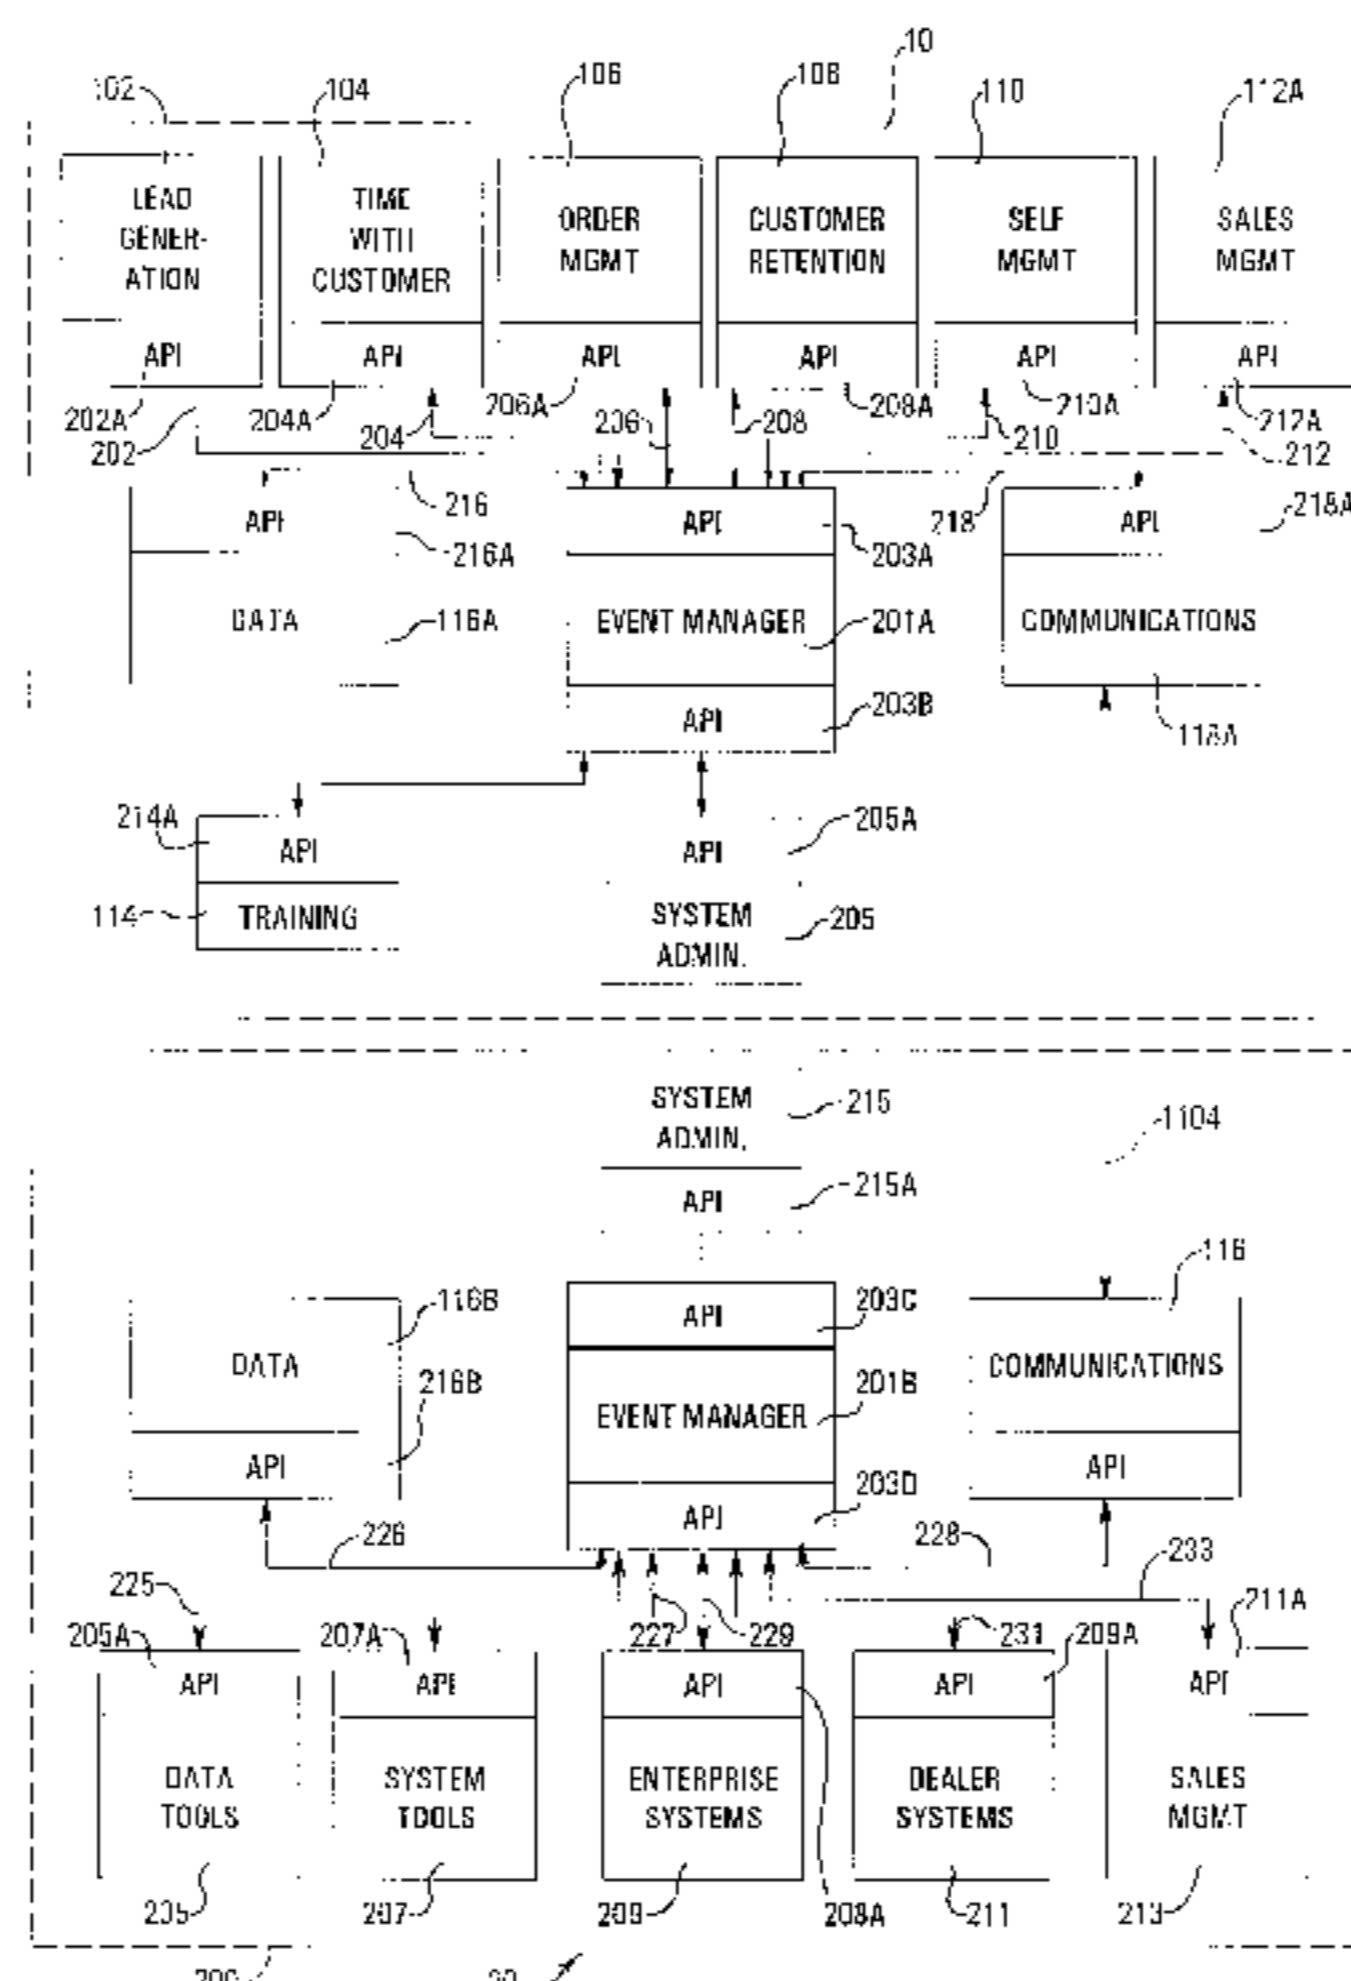 10
102
104
106
108
110
112A
LEAD
GENER-
ATION
TIME
WITH
CUSTOMER
ORDER
MGMT
CUSTOMER
RETENTION
SELF
MGMT
SALES
MGMT
API
API
API
API
API
API
202A
204A
206A
208A
210A
212A
202
204
206
208
210
212
216
218
218A
API
API
API
216A
203A
DATA
116A
EVENT MANAGER
201A
COMMUNICATIONS
API
203B
118A
214A
API
API
205A
114
TRAINING
SYSTEM
ADMIN.
205
SYSTEM
ADMIN.
215
1104
API
215A
116
116B
API
203C
DATA
216B
EVENT MANAGER
201B
COMMUNICATIONS
API
API
203D
API
226
228
233
225
211A
205A
207A
227
229
231
209A
API
API
API
API
API
DATA
TOOLS
SYSTEM
TOOLS
ENTERPRISE
SYSTEMS
DEALER
SYSTEMS
SALES
MGMT
205
207
209
208A
211
213